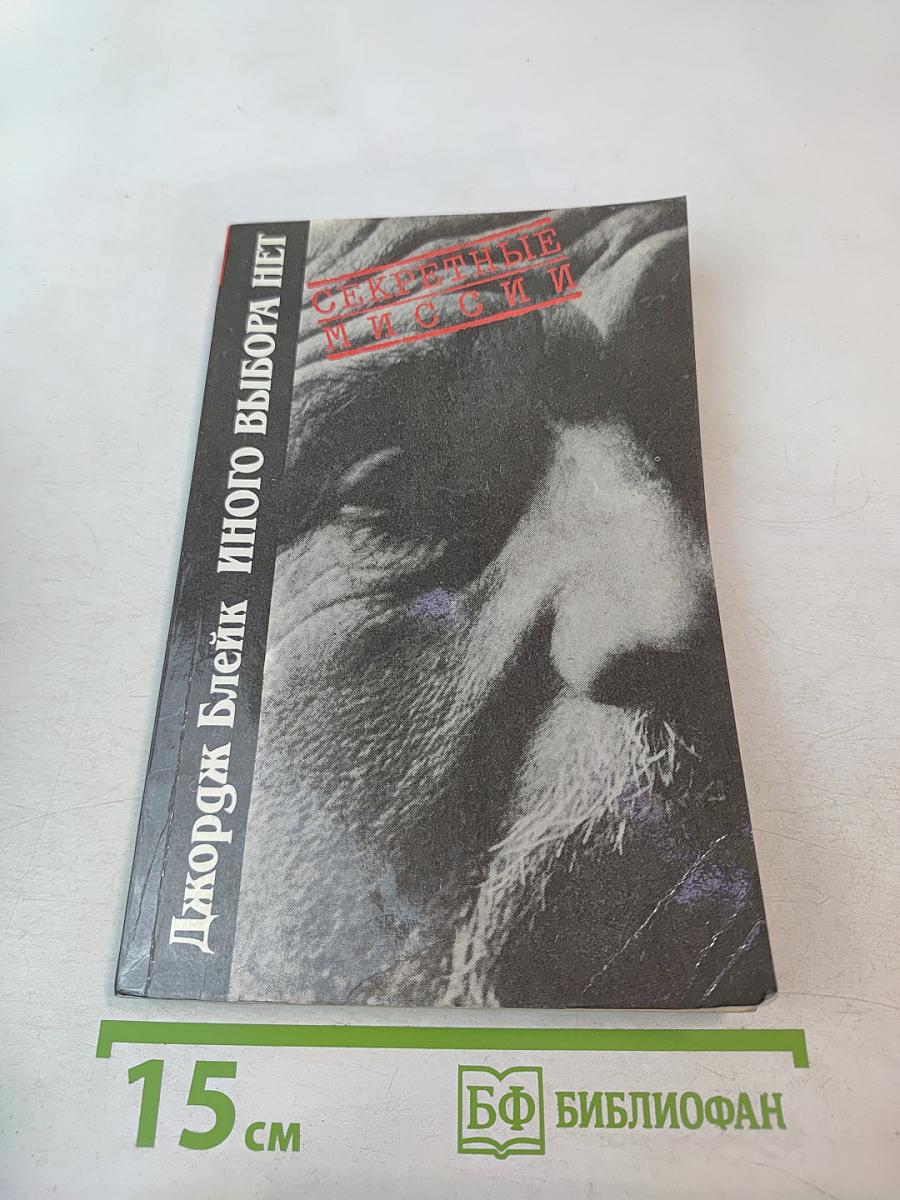 СЕКРЕТНЫЕ
МИССИИ
Джордж Блейк ИНОГО ВЫБОРА НЕТ
15 см
БФ БИБЛИОФАН